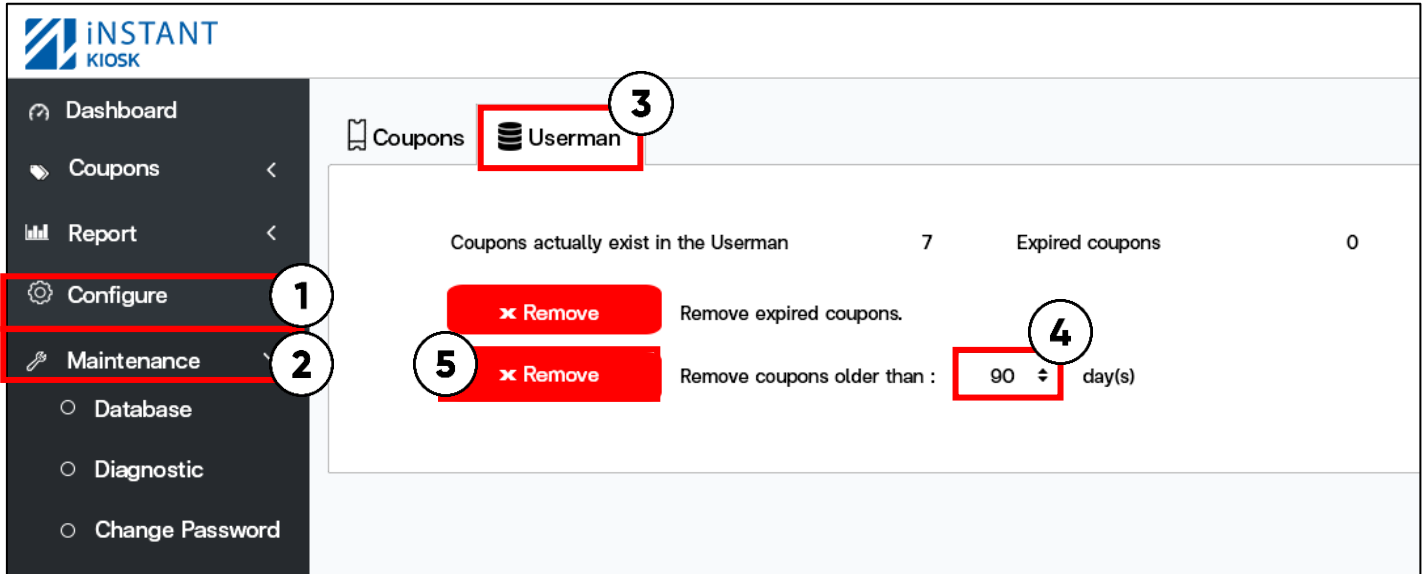 iNSTANT
KIOSK
Dashboard
Coupons
Report
Configure
1
Maintenance
2
Database
Diagnostic
Change Password
Coupons
Userman
3
Coupons actually exist in the Userman 7 Expired coupons 0
× Remove Remove expired coupons.
4
5 × Remove Remove coupons older than : 90 day(s)